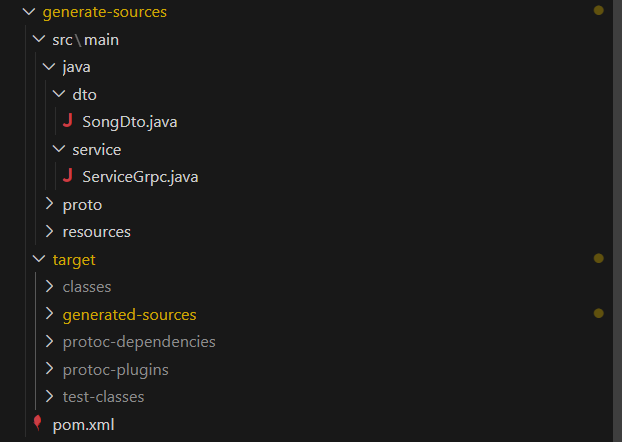 generate-sources
src\main
java
dto
SongDto.java
service
ServiceGrpc.java
proto
resources
target
classes
generated-sources
protoc-dependencies
protoc-plugins
test-classes
pom.xml